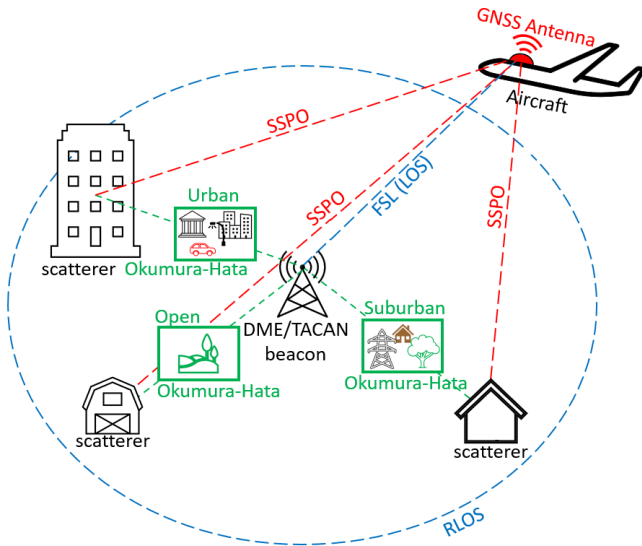 GNSS Antenna
Aircraft
SSPO
SSPO
FSL (LOS)
SSPO
Urban
scatterer
Okumura-Hata
Open
DME/TACAN
beacon
Suburban
Okumura-Hata
Okumura-Hata
scatterer
scatterer
RLOS